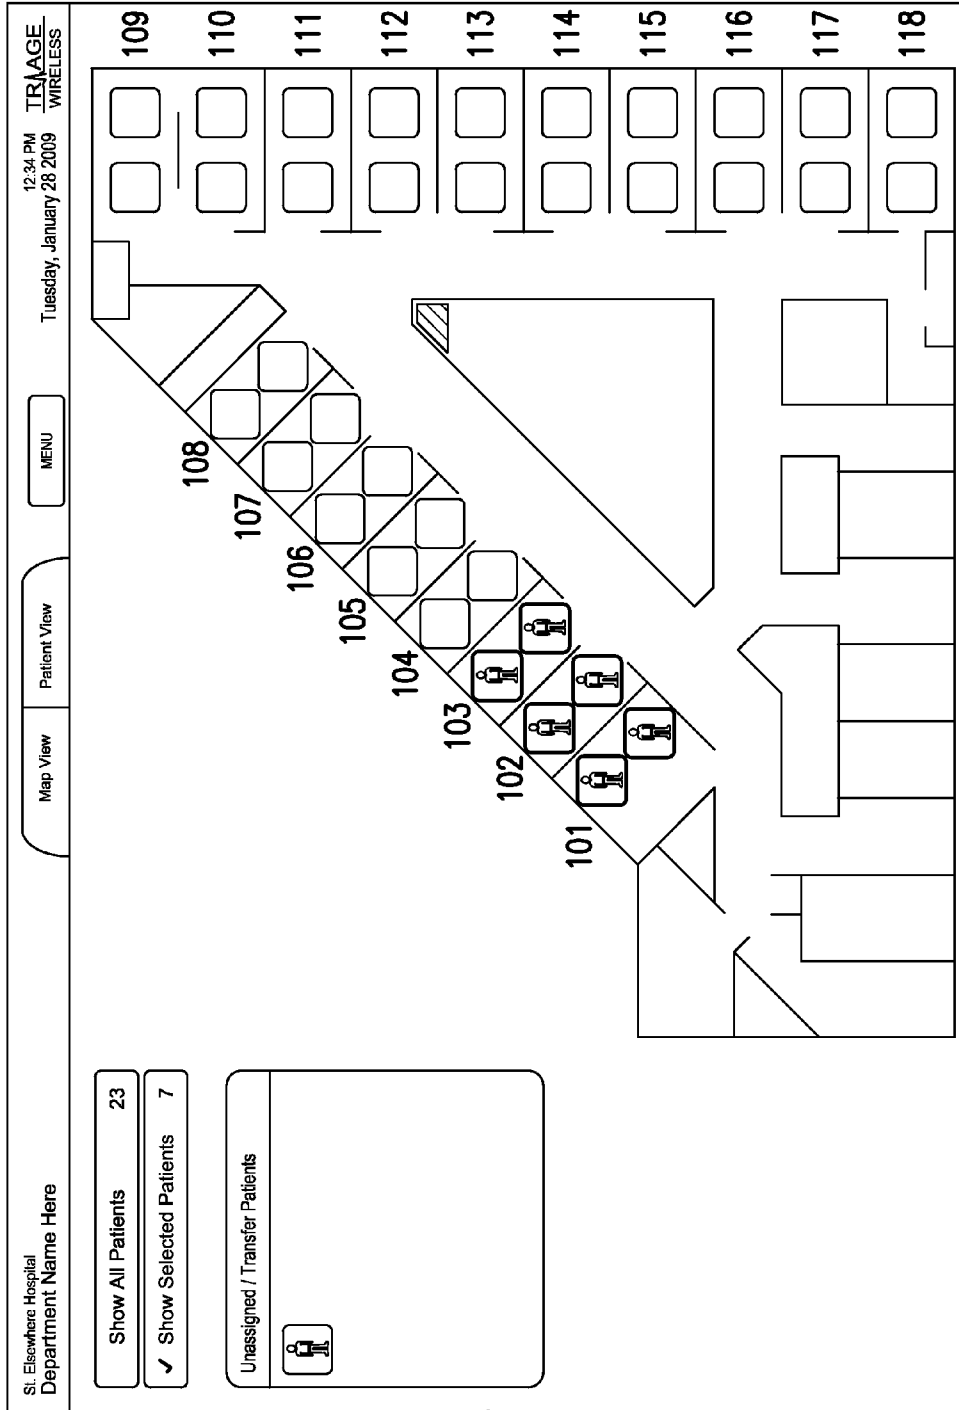 St. Elsewhere Hospital
Department Name Here
Map View
Patient View
MENU
12:34 PM
Tuesday, January 28 2009
TRIAGE
WIRELESS
Show All Patients 23
✓ Show Selected Patients 7
Unassigned / Transfer Patients
101
102
103
104
105
106
107
108
109
110
111
112
113
114
115
116
117
118